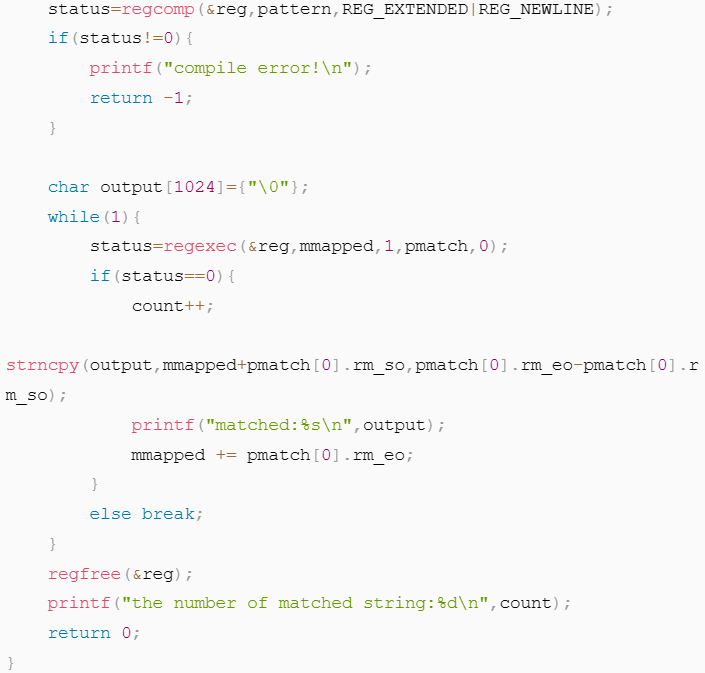 status=regcomp(&reg,pattern,REG_EXTENDED|REG_NEWLINE);
    if(status!=0){
        printf("compile error!\n");
        return -1;
    }

    char output[1024]={"\0"};
    while(1){
        status=regexec(&reg,mmapped,1,pmatch,0);
        if(status==0){
            count++;

strncpy(output,mmapped+pmatch[0].rm_so,pmatch[0].rm_eo-pmatch[0].r
m_so);
            printf("matched:%s\n",output);
            mmapped += pmatch[0].rm_eo;
        }
        else break;
    }
    regfree(&reg);
    printf("the number of matched string:%d\n",count);
    return 0;
}